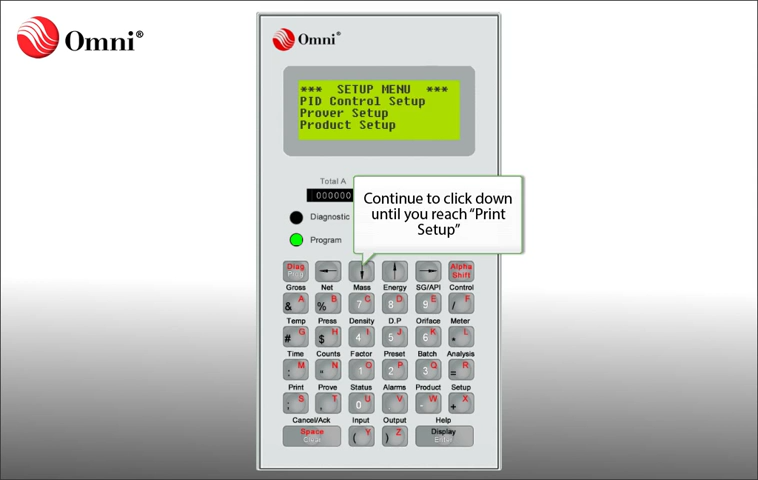 Omni®
Omni®
*** SETUP MENU ***
PID Control Setup
Prover Setup
Product Setup
Total A
000000
Continue to click down
until you reach “Print
Setup”
Diagnostic
Program
Diag
Prog
Alpha
Shift
Gross Net Mass Energy SG/API Control
& A % B 7 C 8 D 9 E / F
Temp Press Density D.P Oriface Meter
# G $ H 4 I 5 J 6 K * L
Time Counts Factor Preset Batch Analysis
: M " N 1 O 2 P 3 Q = R
Print Prove Status Alarms Product Setup
; S , T 0 U V - W + X
Cancel/Ack Input Output Help
Space
Clear
( Y ) Z
Display
Enter